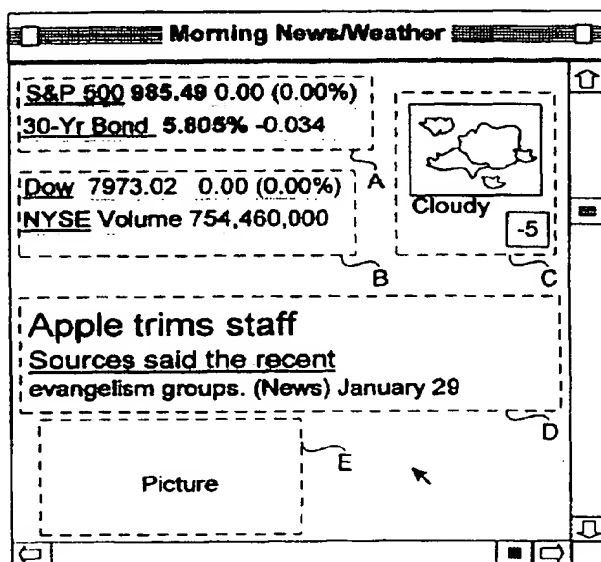 Morning News/Weather
S&P 500 985.49 0.00 (0.00%)
30-Yr Bond 5.805% -0.034
A
Dow 7973.02 0.00 (0.00%)
NYSE Volume 754,460,000
B
Cloudy
-5
C
Apple trims staff
Sources said the recent
evangelism groups. (News) January 29
D
E
Picture